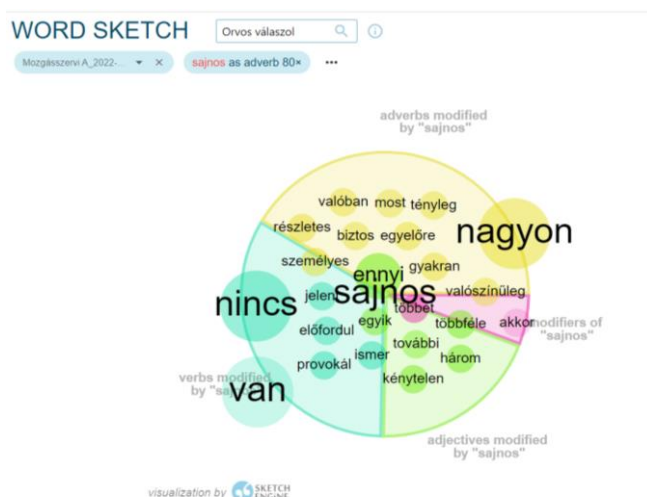 WORD SKETCH
Orvos válaszol
Mozgásszervi A_2022-...
sajnos as adverb 80×
adverbs modified
by "sajnos"
valóban most tényleg
részletes
biztos egyelőre
nagyon
személyes
gyakran
ennyi
valószínűleg
nincs
jelent
sajnos
többet
akkor
modifiers of
"sajnos"
előfordul
egyik
többféle
további
provokál
ismer
három
verbs modified
by "sajnos"
van
kénytelen
adjectives modified
by "sajnos"
visualization by
SKETCH
ENGINE